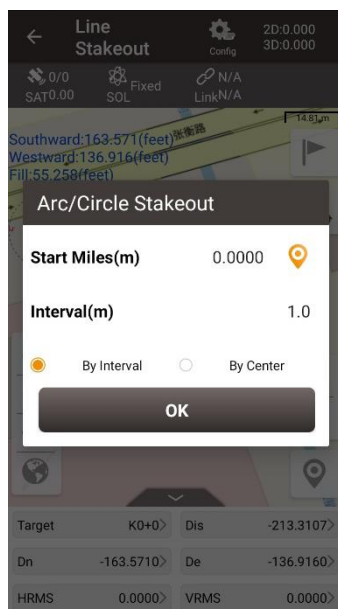 Line
Stakeout
Config
2D:0.000
3D:0.000
0/0
SAT0.00
Fixed
SOL
N/A
LinkN/A
14.81m
张衡路
Southward:163.571(feet)
Westward:136.916(feet)
Fill:55.258(feet)
Arc/Circle Stakeout
Start Miles(m) 0.0000
Interval(m) 1.0
By Interval By Center
OK
Target K0+0> Dis -213.3107>
Dn -163.5710> De -136.9160>
HRMS 0.0000> VRMS 0.0000>